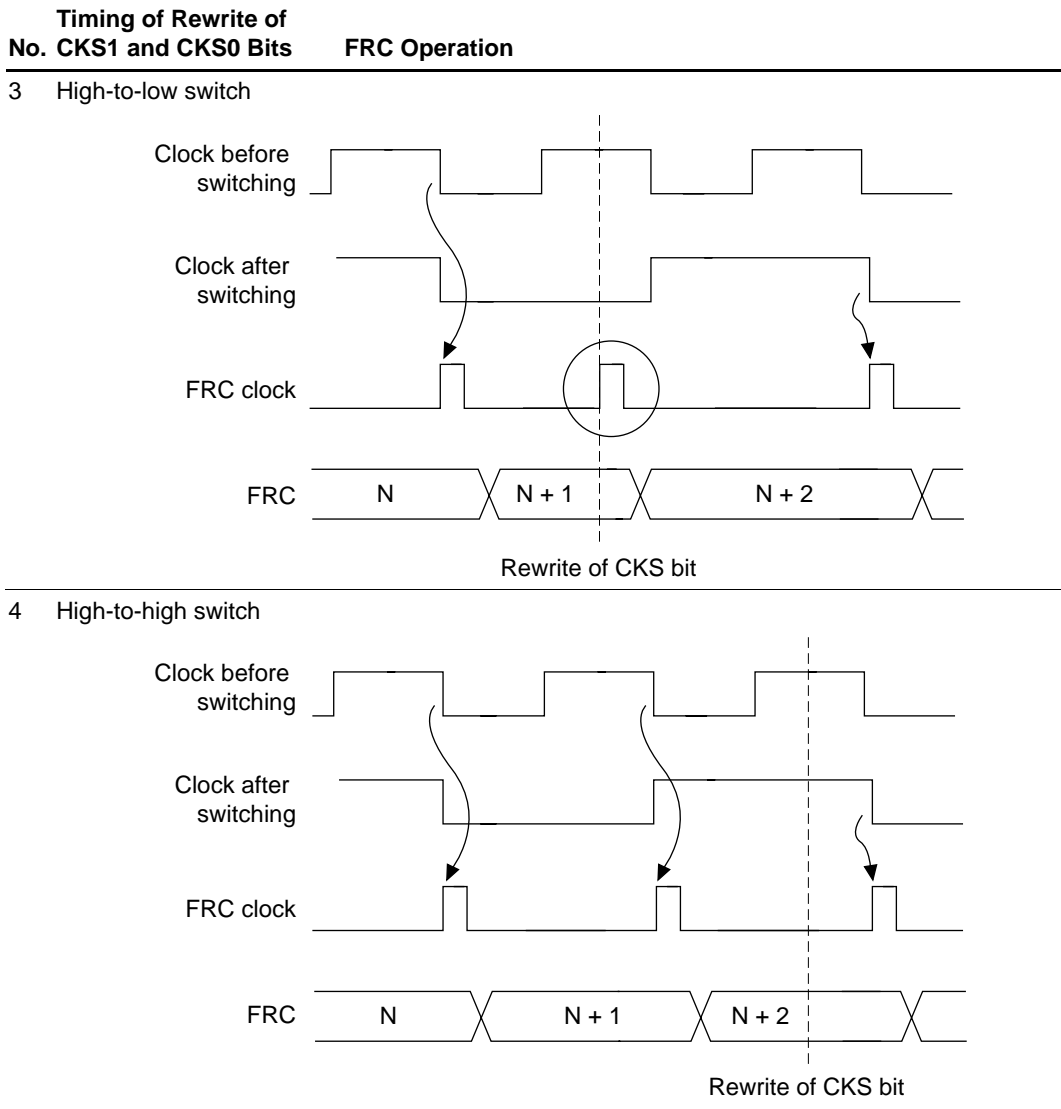 Timing of Rewrite of
No. CKS1 and CKS0 Bits FRC Operation
3 High-to-low switch
Clock before
switching
Clock after
switching
FRC clock
FRC N N + 1 N + 2
Rewrite of CKS bit
4 High-to-high switch
Clock before
switching
Clock after
switching
FRC clock
FRC N N + 1 N + 2
Rewrite of CKS bit